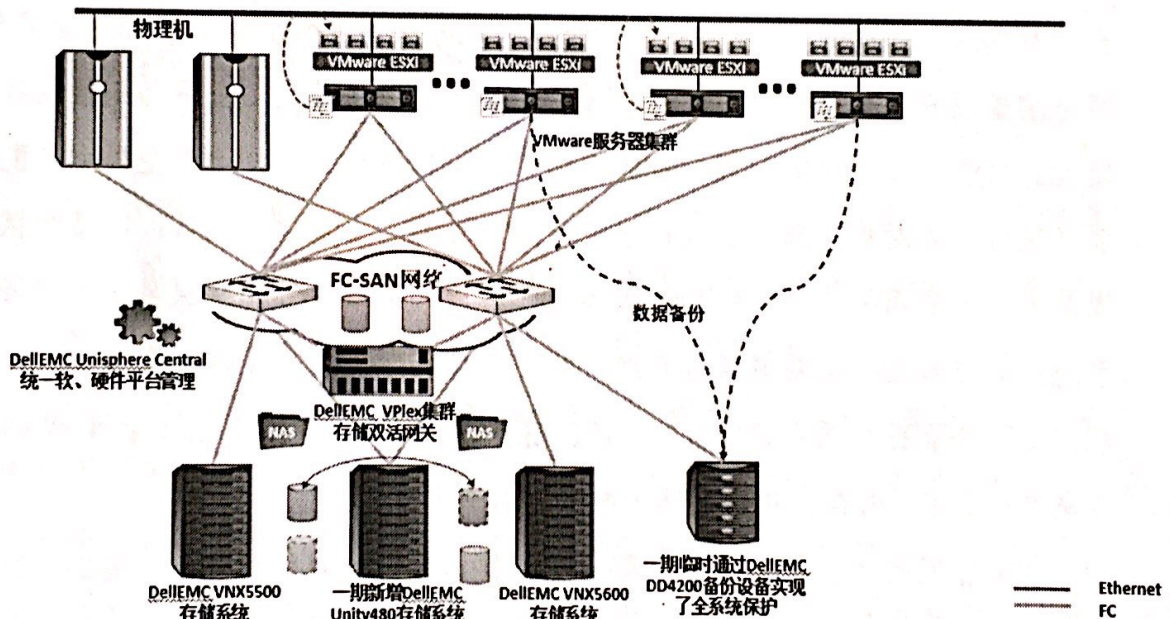 物理机
VMware ESXi
VMware ESXi
VMware ESXi
VMware ESXi
VMware服务器集群
FC-SAN网络
数据备份
DellEMC Unisphere Central
统一软、硬件平台管理
DellEMC VPlex集群
存储双活网关
NAS
NAS
DellEMC VNX5500
存储系统
一期新增DellEMC
Unity480存储系统
DellEMC VNX5600
存储系统
一期临时通过DellEMC
DD4200备份设备实现
了全系统保护
Ethernet
FC